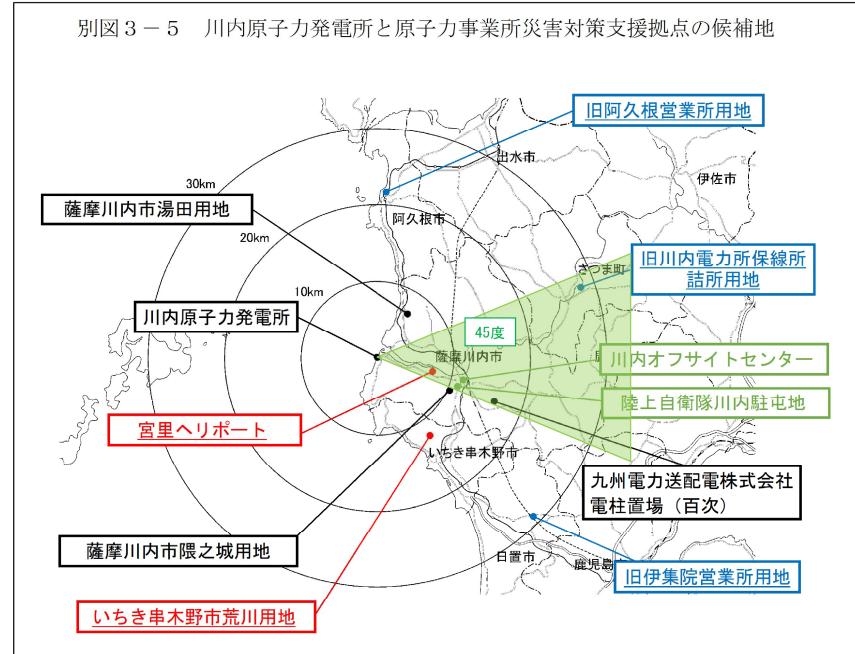 別図3-5 川内原子力発電所と原子力事業所災害対策支援拠点の候補地
旧阿久根営業所用地
出水市
伊佐市
30km
薩摩川内市湯田用地
阿久根市
20km
さつま町
旧川内電力所保線所
詰所用地
10km
川内原子力発電所
45度
薩摩川内市
川内オフサイトセンター
陸上自衛隊川内駐屯地
宮里ヘリポート
いちき串木野市
九州電力送配電株式会社
電柱置場(百次)
薩摩川内市隈之城用地
日置市
鹿児島
旧伊集院営業所用地
いちき串木野市荒川用地